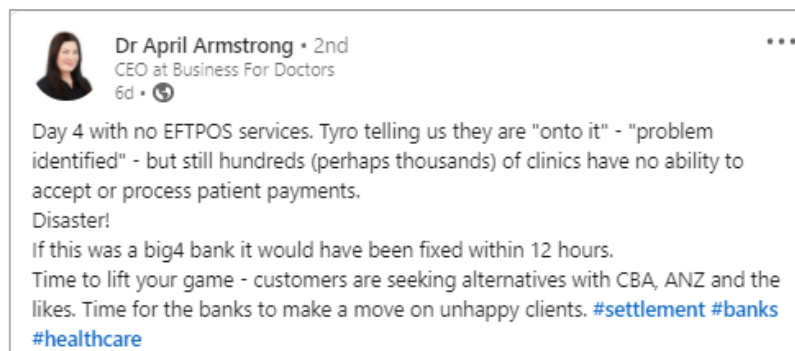 Dr April Armstrong • 2nd
CEO at Business For Doctors
6d •
Day 4 with no EFTPOS services. Tyro telling us they are "onto it" - "problem
identified" - but still hundreds (perhaps thousands) of clinics have no ability to
accept or process patient payments.
Disaster!
If this was a big4 bank it would have been fixed within 12 hours.
Time to lift your game - customers are seeking alternatives with CBA, ANZ and the
likes. Time for the banks to make a move on unhappy clients. #settlement #banks
#healthcare